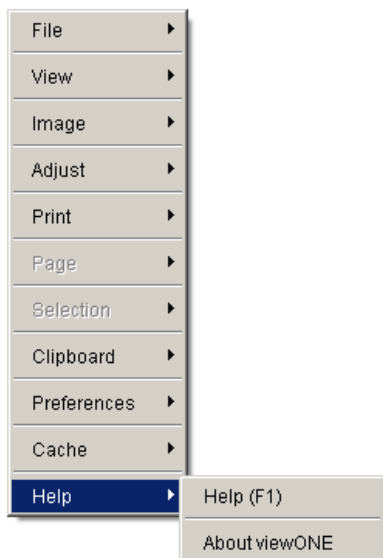 File
View
Image
Adjust
Print
Page
Selection
Clipboard
Preferences
Cache
Help
Help (F1)
About viewONE